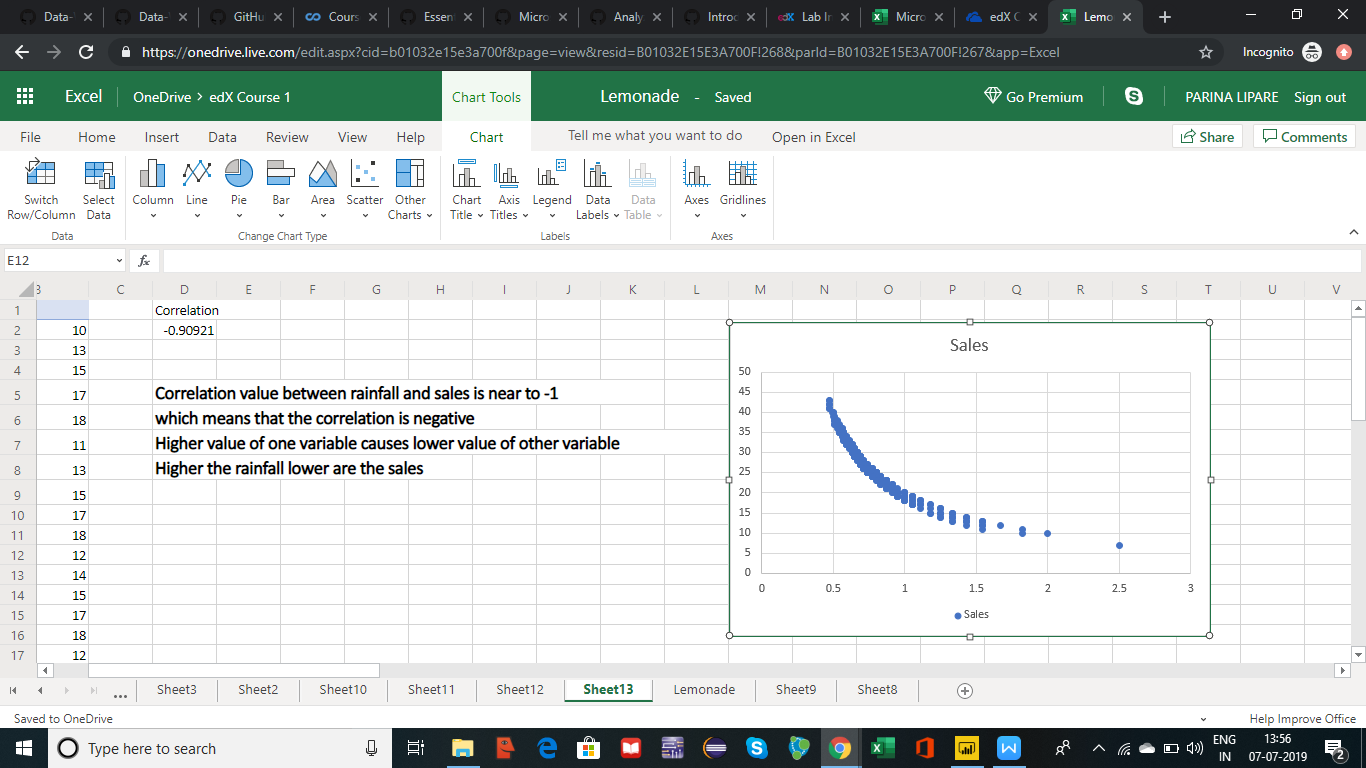 Data-
Data-
GitHu
Cours
Essen
Micro
Analy
Introc
edX Lab Ir
Micro
edX C
Lemo
https://onedrive.live.com/edit.aspx?cid=b01032e15e3a700f&page=view&resid=B01032E15E3A700F!268&parId=B01032E15E3A700F!267&app=Excel
Incognito
Excel OneDrive > edX Course 1 Chart Tools Lemonade - Saved Go Premium PARINA LIPARE Sign out
File Home Insert Data Review View Help Chart Tell me what you want to do Open in Excel Share Comments
Switch Select Column Line Pie Bar Area Scatter Other Chart Axis Legend Data Data Axes Gridlines
Row/Column Data Charts Title Titles Labels Table
Data Change Chart Type Labels Axes
E12 fx
B C D E F G H I J K L M N O P Q R S T U V
1 Correlation
2 10 -0.90921
3 13
4 15
5 17 Correlation value between rainfall and sales is near to -1
6 18 which means that the correlation is negative
7 11 Higher value of one variable causes lower value of other variable
8 13 Higher the rainfall lower are the sales
9 15
10 17
11 18
12 12
13 14
14 15
15 17
16 18
17 12
Sales
50
45
40
35
30
25
20
15
10
5
0
0 0.5 1 1.5 2 2.5 3
Sales
... Sheet3 Sheet2 Sheet10 Sheet11 Sheet12 Sheet13 Lemonade Sheet9 Sheet8
Saved to OneDrive Help Improve Office
Type here to search
ENG 13:56
IN 07-07-2019
2